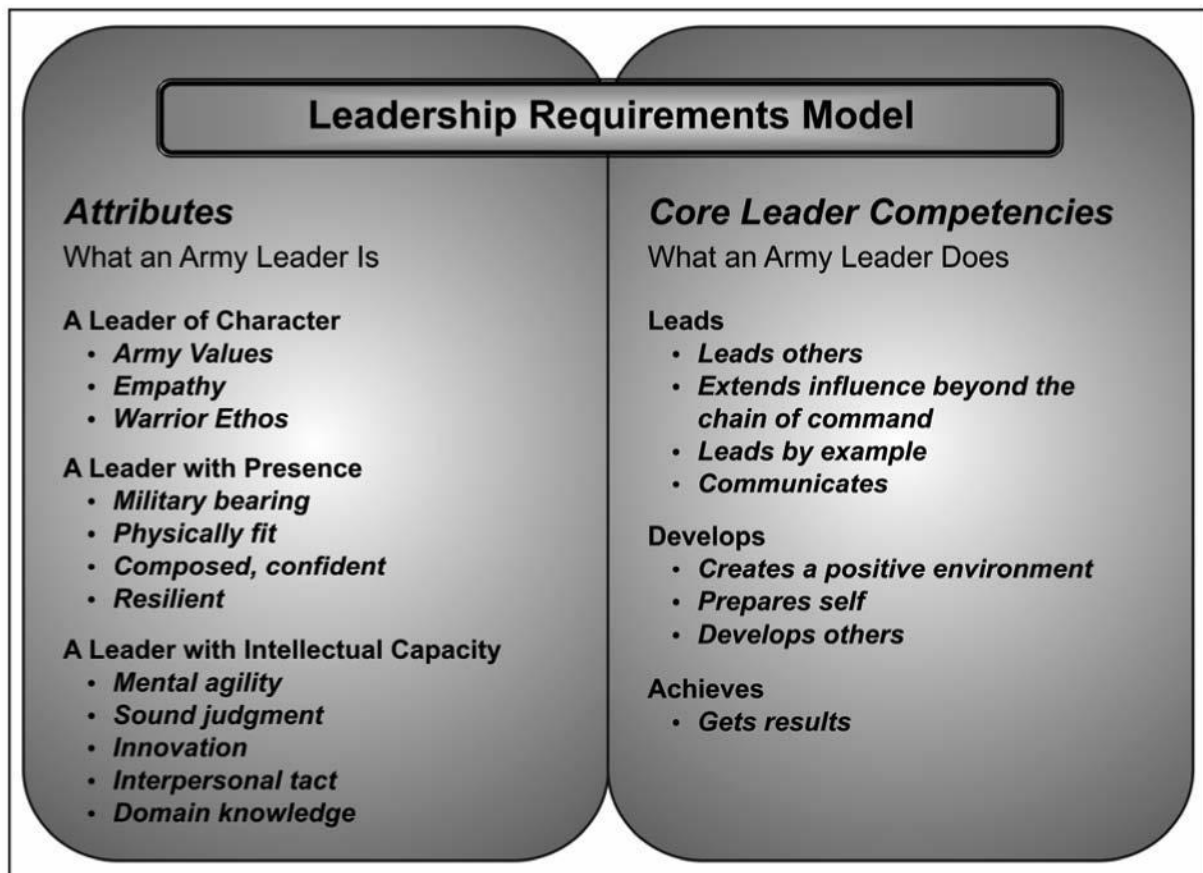 Leadership Requirements Model
Attributes
What an Army Leader Is
A Leader of Character
• Army Values
• Empathy
• Warrior Ethos
A Leader with Presence
• Military bearing
• Physically fit
• Composed, confident
• Resilient
A Leader with Intellectual Capacity
• Mental agility
• Sound judgment
• Innovation
• Interpersonal tact
• Domain knowledge
Core Leader Competencies
What an Army Leader Does
Leads
• Leads others
• Extends influence beyond the
chain of command
• Leads by example
• Communicates
Develops
• Creates a positive environment
• Prepares self
• Develops others
Achieves
• Gets results